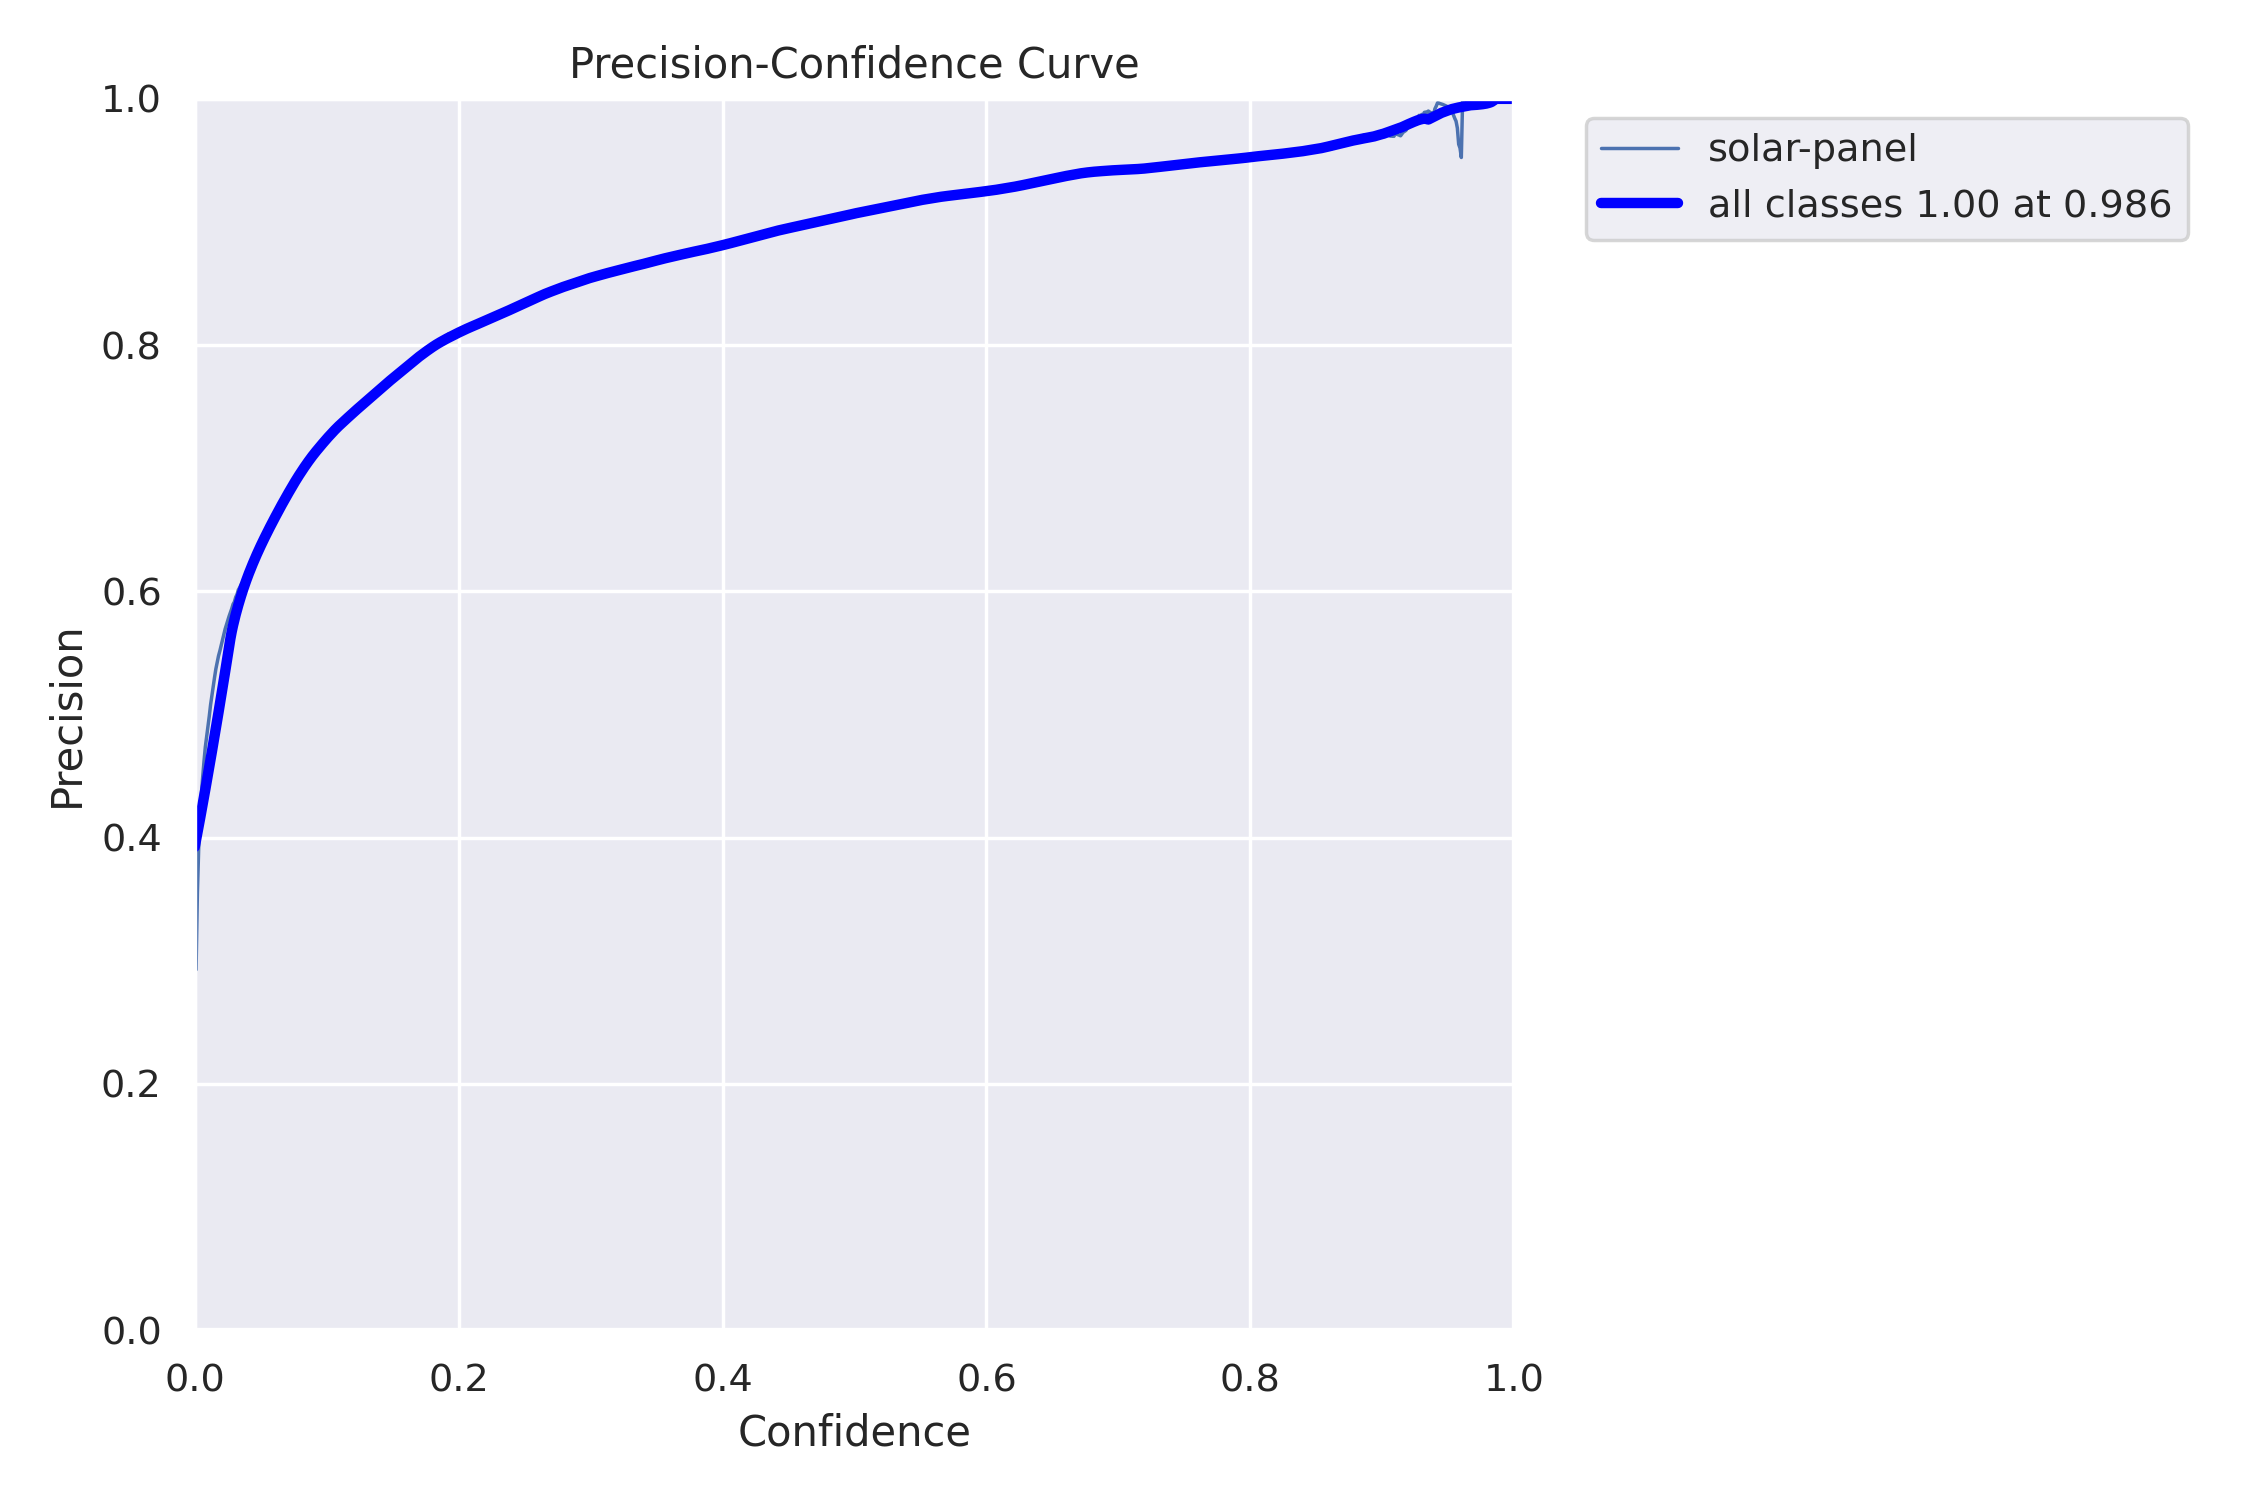 Precision-Confidence Curve
1.0
0.8
0.6
0.4
0.2
0.0
Precision
0.0 0.2 0.4 0.6 0.8 1.0
Confidence
solar-panel
all classes 1.00 at 0.986